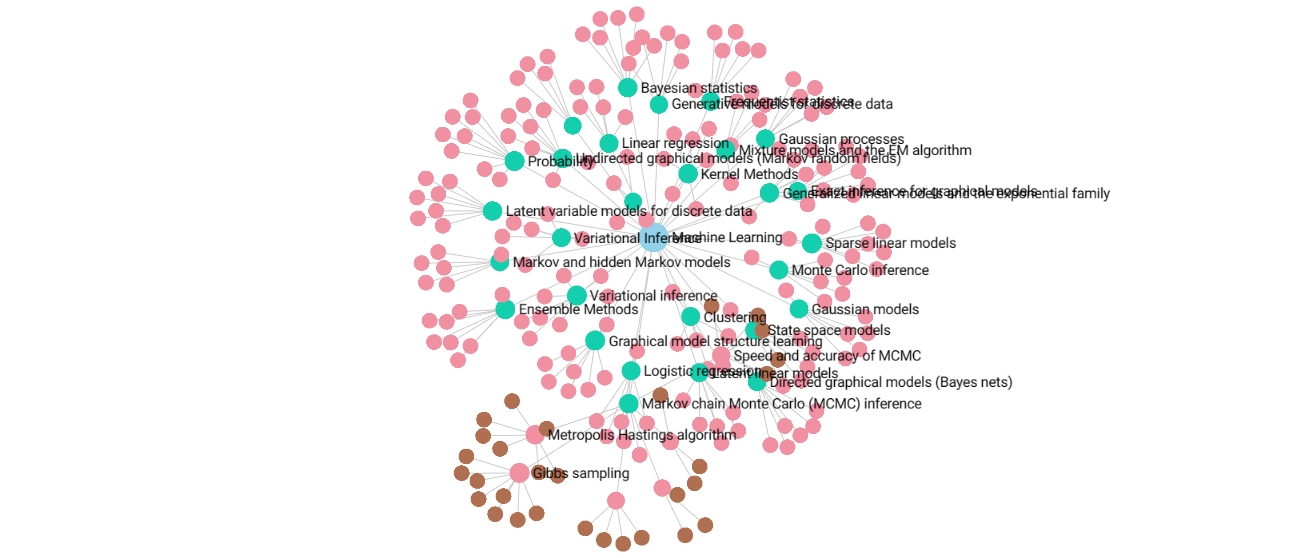 Bayesian statistics
Frequentist statistics
Generative models for discrete data
Gaussian processes
Linear regression
Mixture models and the EM algorithm
Undirected graphical models (Markov random fields)
Probability
Kernel Methods
Exact inference for graphical models
Generalized linear models and the exponential family
Latent variable models for discrete data
Variational Inference
Machine Learning
Sparse linear models
Markov and hidden Markov models
Monte Carlo inference
Variational inference
Ensemble Methods
Gaussian models
Clustering
State space models
Graphical model structure learning
Speed and accuracy of MCMC
Logistic regression
Latent linear models
Directed graphical models (Bayes nets)
Markov chain Monte Carlo (MCMC) inference
Metropolis Hastings algorithm
Gibbs sampling